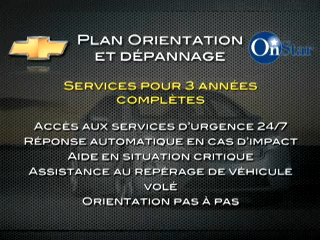 Plan Orientation
et dépannage
OnStar
Services pour 3 années
complètes
Accès aux services d'urgence 24/7
Réponse automatique en cas d'impact
Aide en situation critique
Assistance au repérage de véhicule
volé
Orientation pas à pas